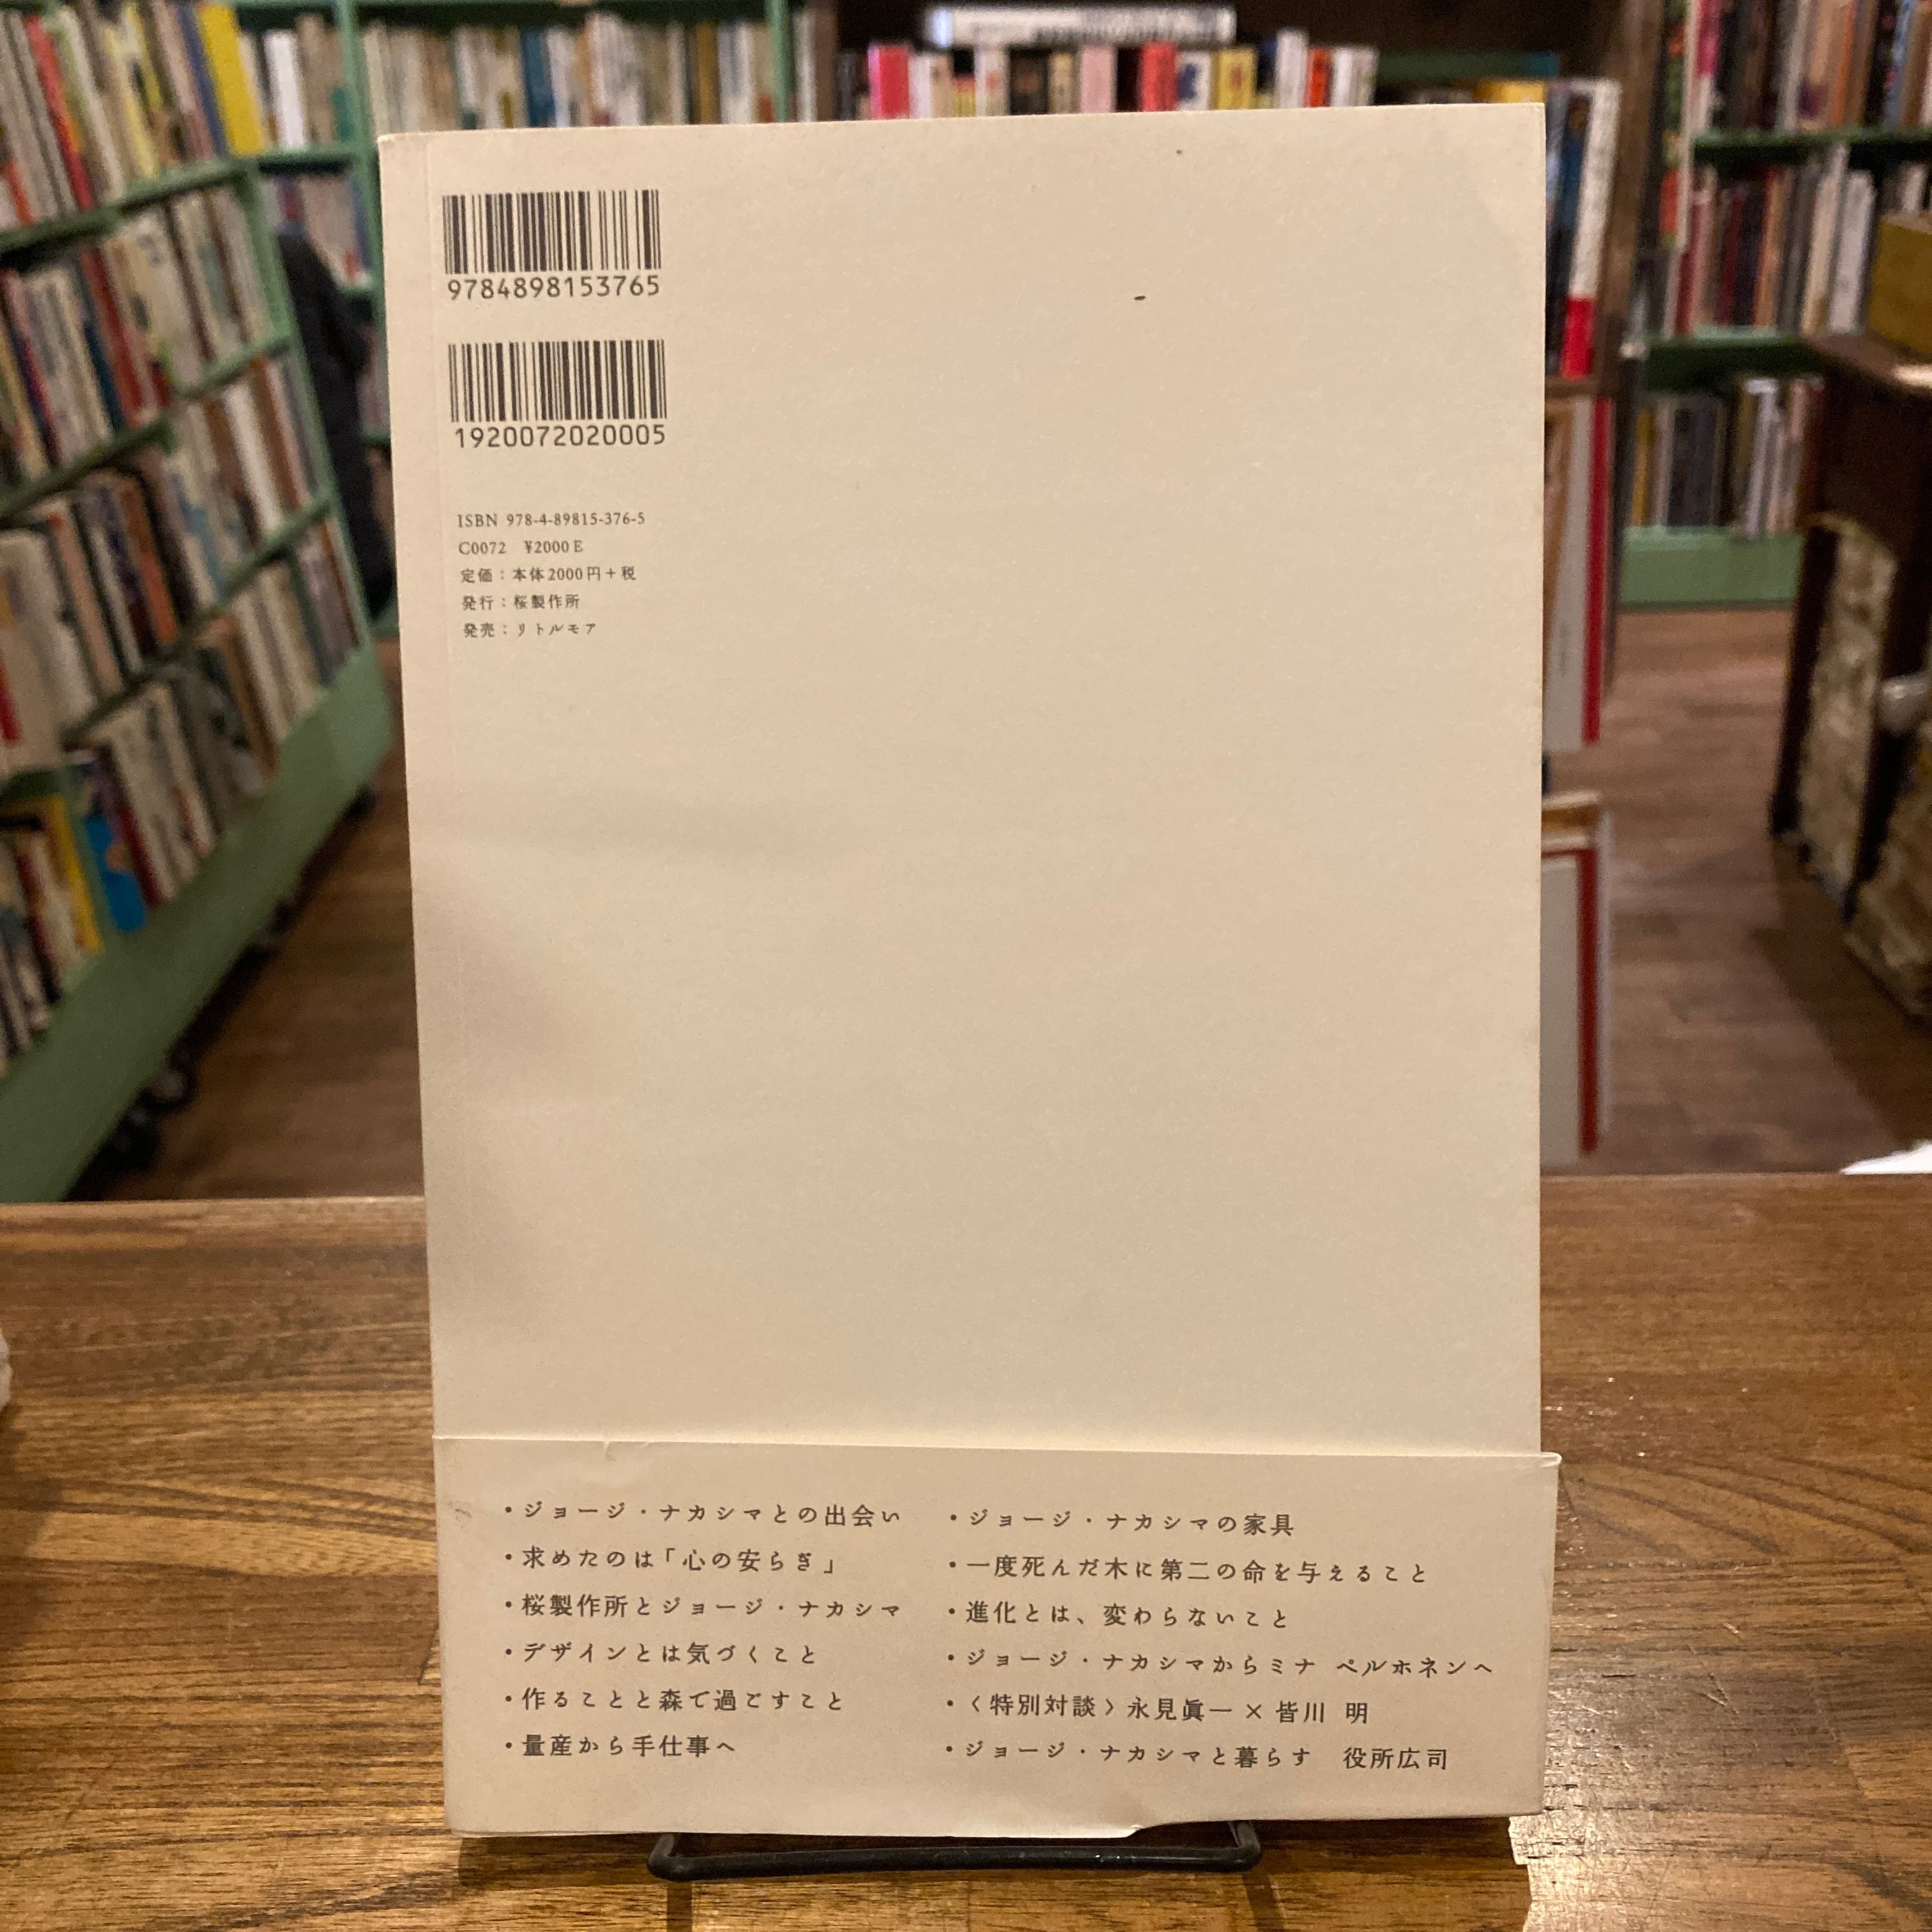 9784898153765
1920072020005
ISBN 978-4-89815-376-5
C0072 ¥2000E
定価：本体2000円＋税
発行：桜製作所
発売：リトルモア
・ジョージ・ナカシマとの出会い
・求めたのは「心の安らぎ」
・桜製作所とジョージ・ナカシマ
・デザインとは気づくこと
・作ることと森で過ごすこと
・量産から手仕事へ
・ジョージ・ナカシマの家具
・一度死んだ木に第二の命を与えること
・進化とは、変わらないこと
・ジョージ・ナカシマからミナ ペルホネンへ
・〈特別対談〉永見眞一×皆川 明
・ジョージ・ナカシマと暮らす 役所広司